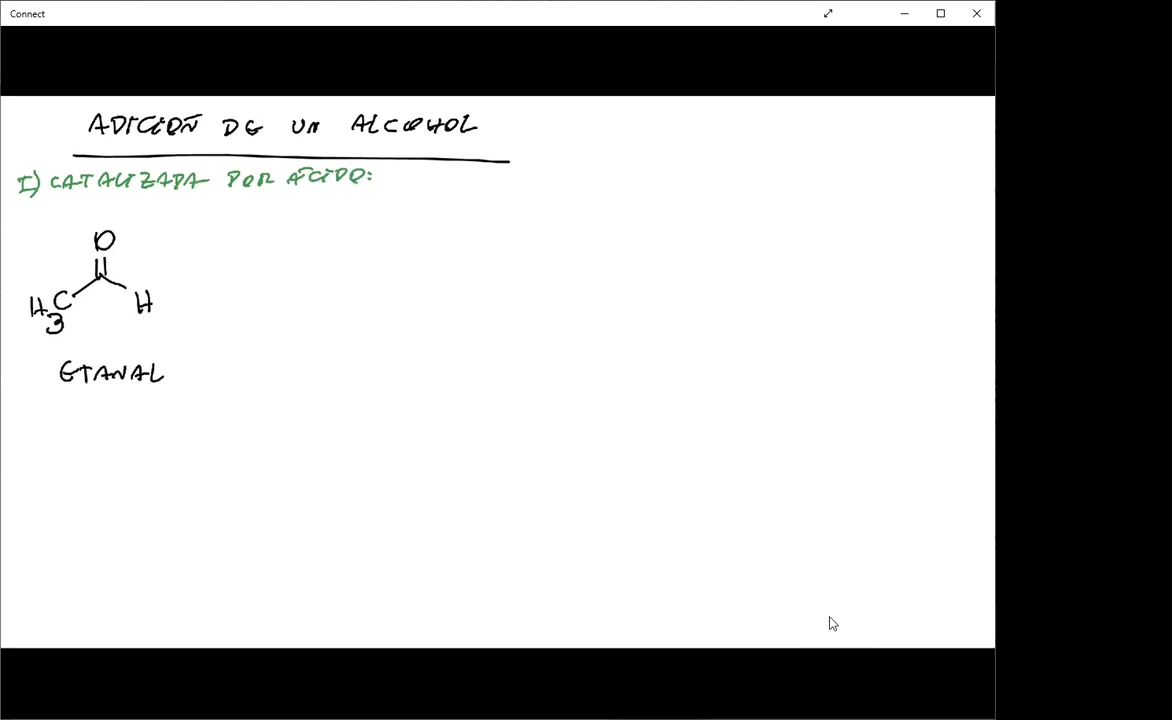 Connect
ADICIÓN DE UN ALCOHOL
I) CATALIZADA POR ÁCIDO:
O
H3C H
ETANAL